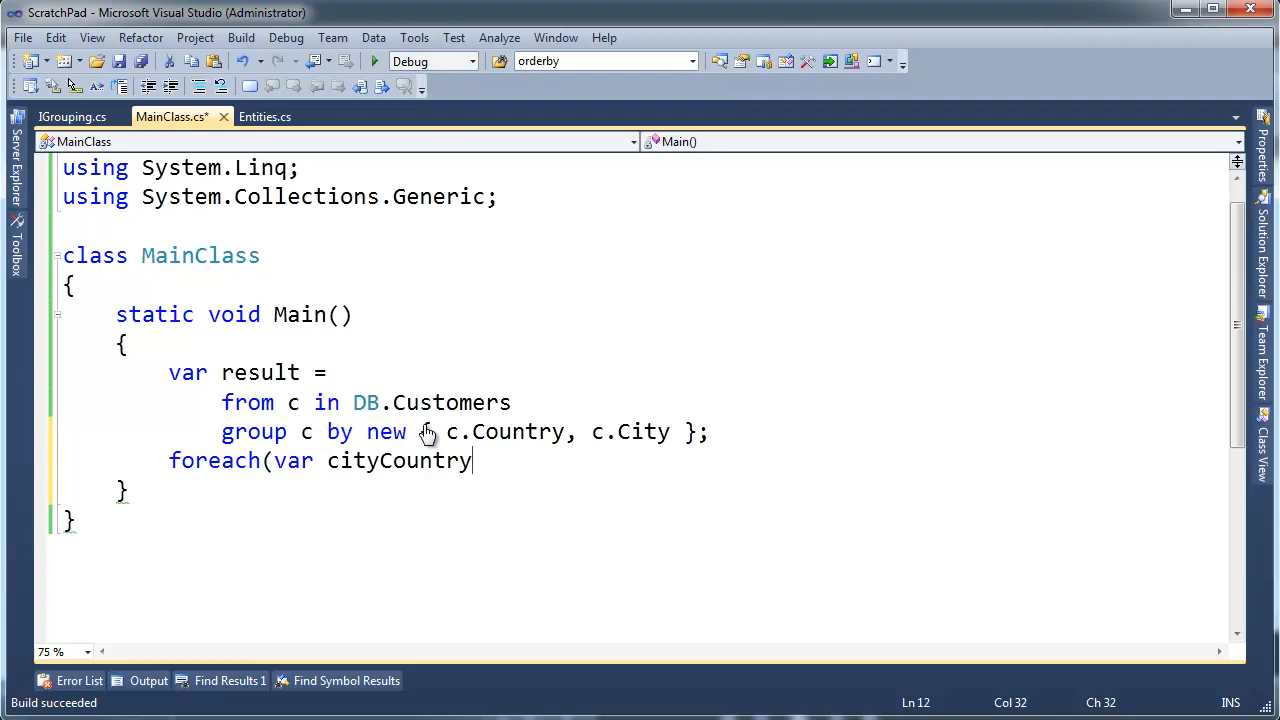 ScratchPad - Microsoft Visual Studio (Administrator)
File Edit View Refactor Project Build Debug Team Data Tools Test Analyze Window Help
Debug orderby
IGrouping.cs MainClass.cs* Entities.cs
MainClass Main()
using System.Linq;
using System.Collections.Generic;
class MainClass
{
static void Main()
{
var result =
from c in DB.Customers
group c by new { c.Country, c.City };
foreach(var cityCountry
}
}
75 %
Error List Output Find Results 1 Find Symbol Results
Build succeeded Ln 12 Col 32 Ch 32 INS
Server Explorer
Toolbox
Properties
Solution Explorer
Team Explorer
Class View